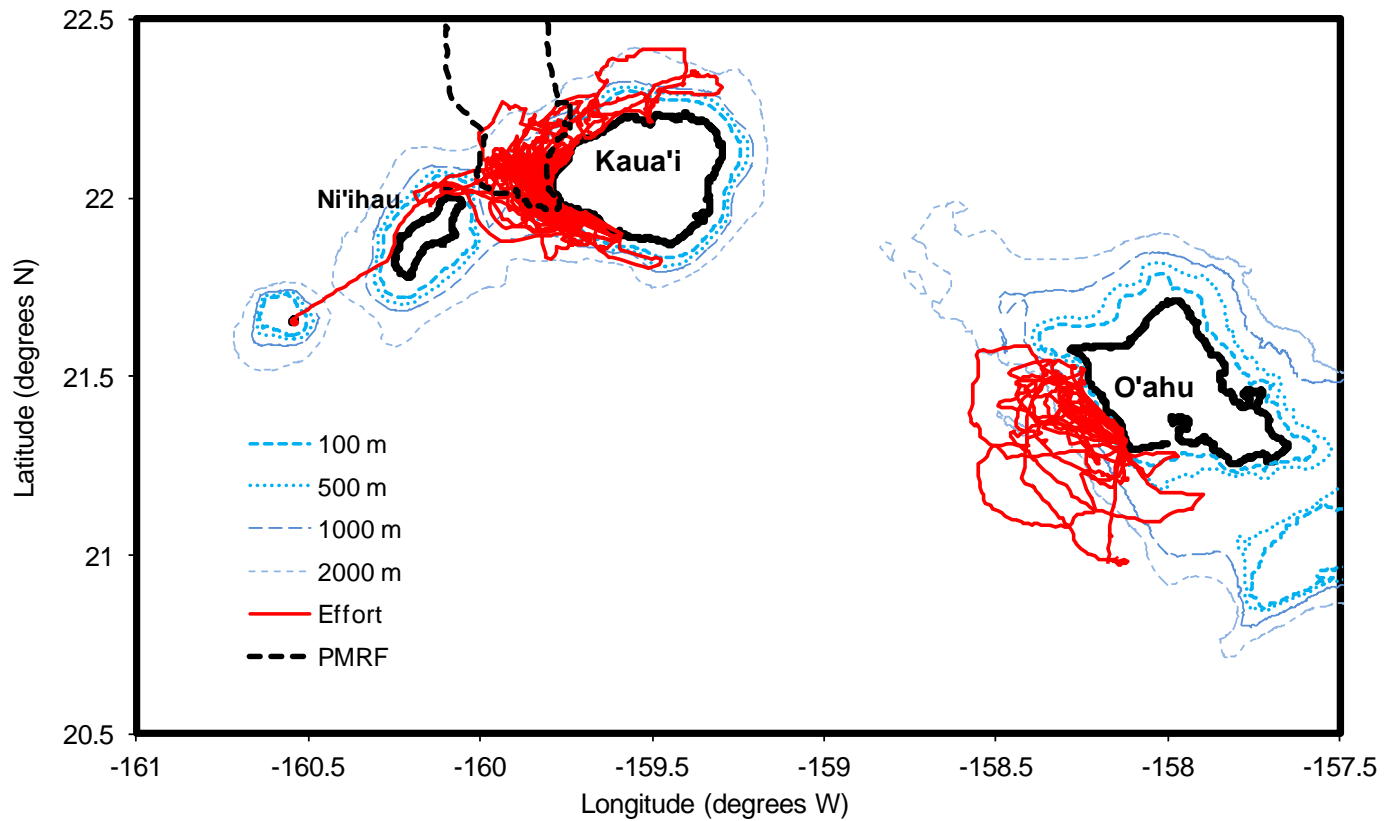 22.5
22
21.5
21
20.5
Latitude (degrees N)
Kaua'i
Ni'ihau
O'ahu
100 m
500 m
1000 m
2000 m
Effort
PMRF
-161
-160.5
-160
-159.5
-159
-158.5
-158
-157.5
Longitude (degrees W)